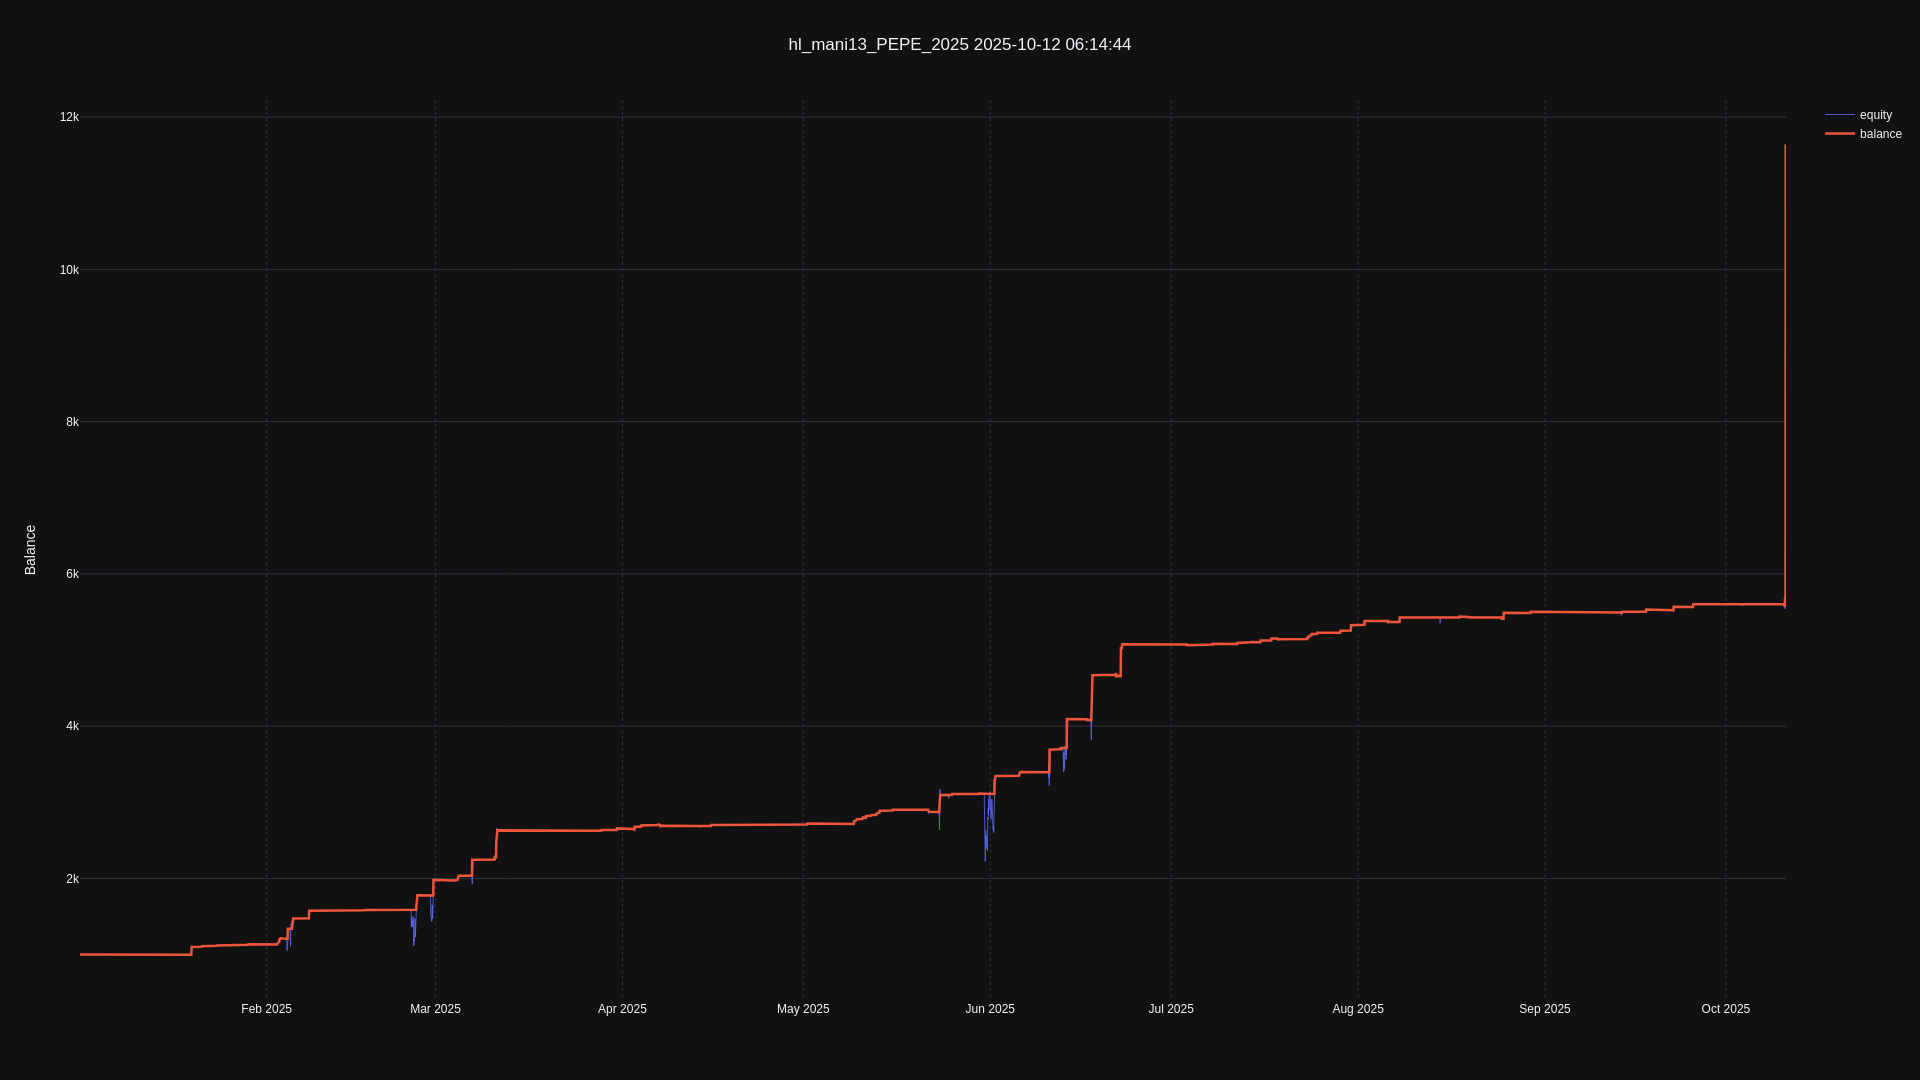 hl_mani13_PEPE_2025 2025-10-12 06:14:44
12k
10k
8k
6k
4k
2k
Balance
equity
balance
Feb 2025
Mar 2025
Apr 2025
May 2025
Jun 2025
Jul 2025
Aug 2025
Sep 2025
Oct 2025